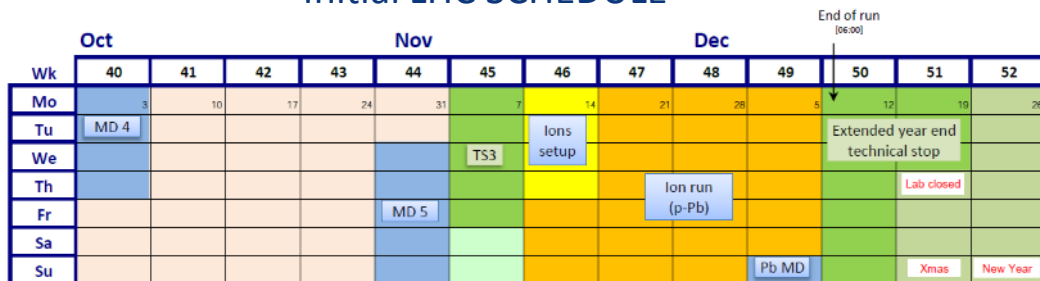 Initial LHC SCHEDULE
End of run
[06:00]
Oct Nov Dec
Wk 40 41 42 43 44 45 46 47 48 49 50 51 52
Mo 3 10 17 24 31 7 14 21 28 5 12 19 26
Tu MD 4 Ions Extended year end
We TS3 setup technical stop
Th Ion run Lab closed
Fr MD 5 (p-Pb)
Sa
Su Pb MD Xmas New Year